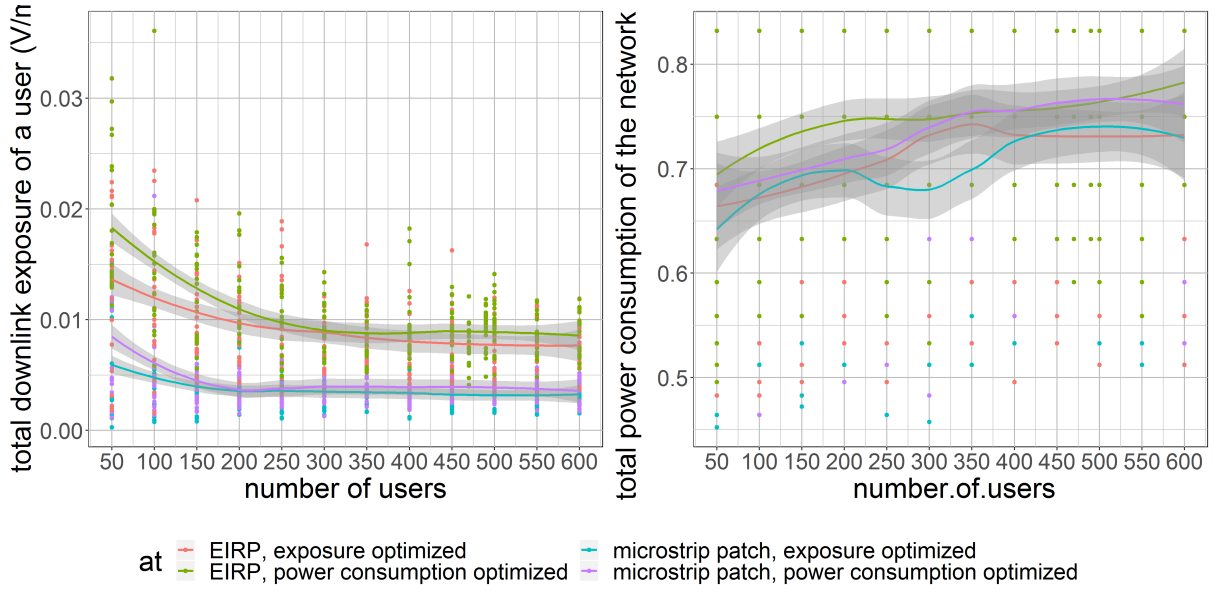 total downlink exposure of a user (V/n
0.03
0.02
0.01
0.00
50 100 150 200 250 300 350 400 450 500 550 600
number of users
total power consumption of the network
0.8
0.7
0.6
0.5
50 100 150 200 250 300 350 400 450 500 550 600
number.of.users
at
EIRP, exposure optimized
EIRP, power consumption optimized
microstrip patch, exposure optimized
microstrip patch, power consumption optimized